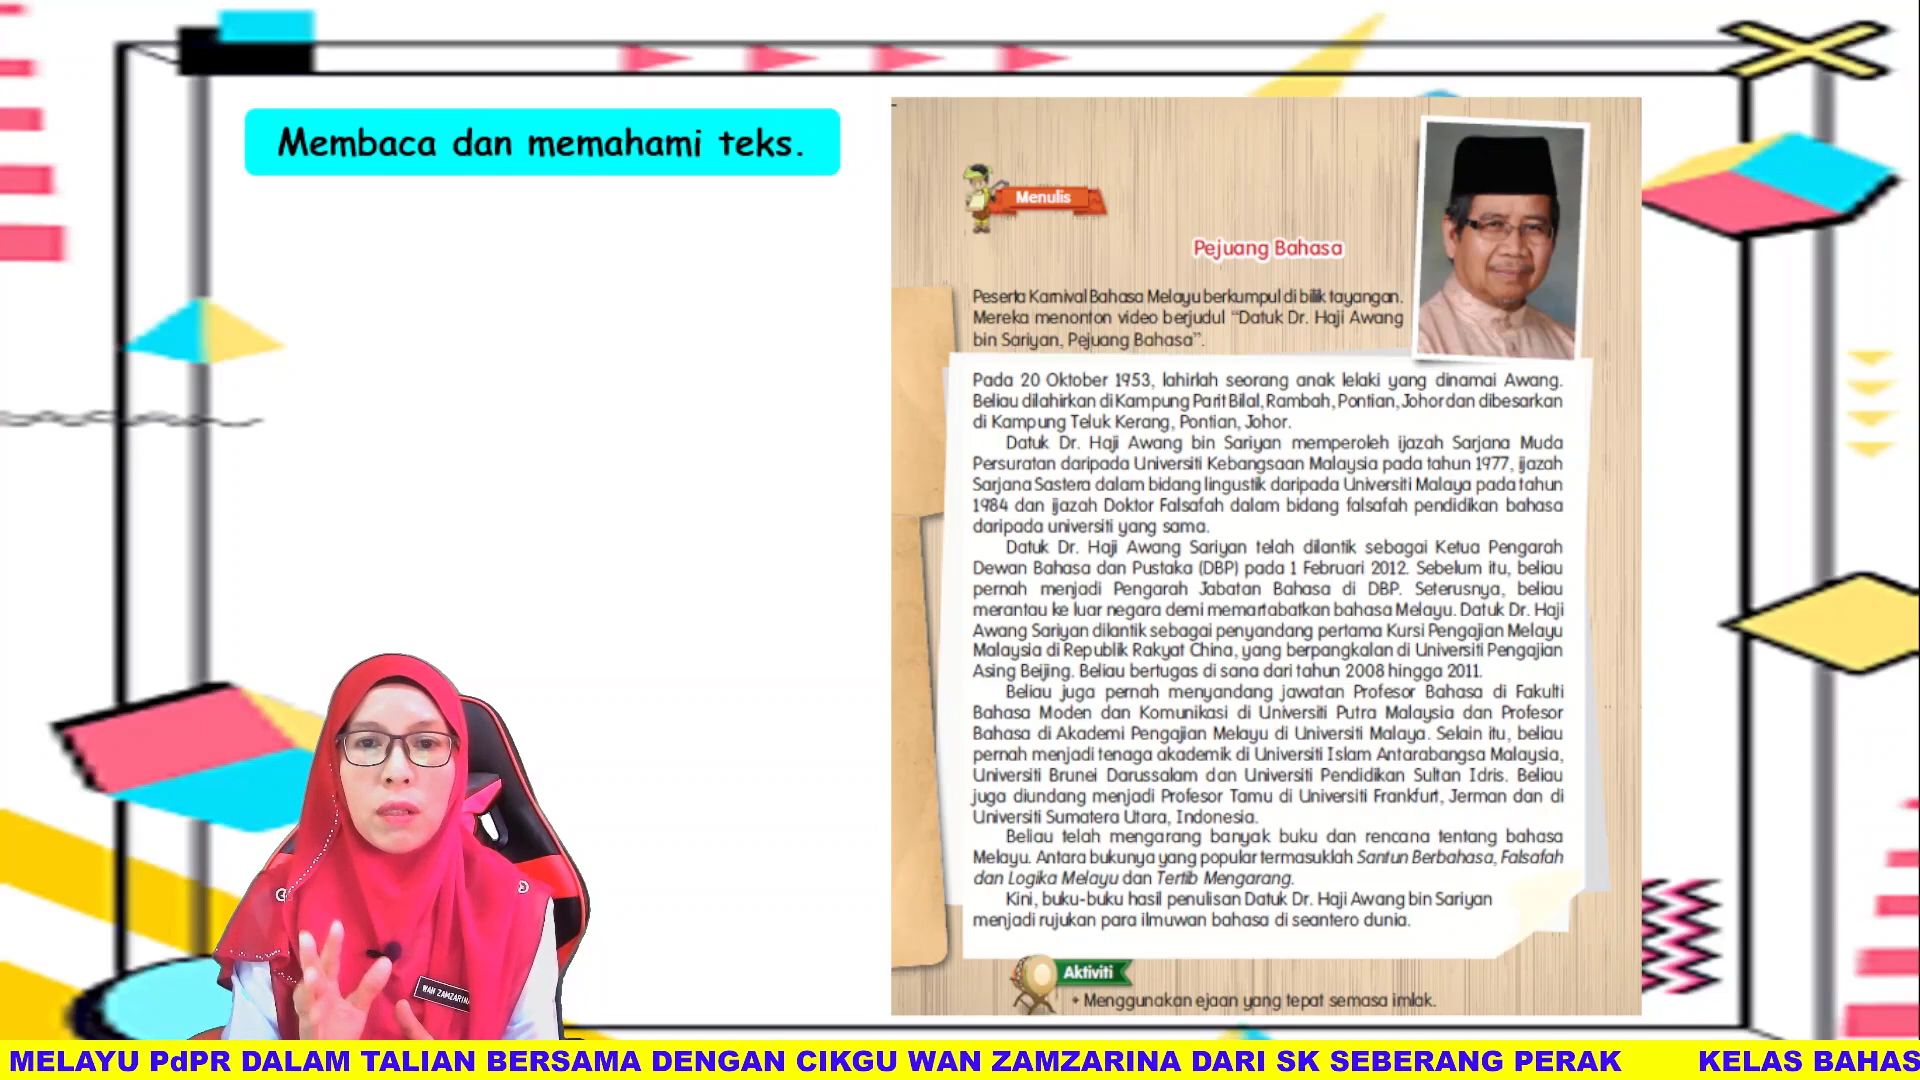 Membaca dan memahami teks.
Menulis
Pejuang Bahasa
Peserta Karnival Bahasa Melayu berkumpul di bilik tayangan.
Mereka menonton video berjudul “Datuk Dr. Haji Awang
bin Sariyan, Pejuang Bahasa”.
Pada 20 Oktober 1953, lahirlah seorang anak lelaki yang dinamai Awang.
Beliau dilahirkan di Kampung Parit Bilal, Rambah, Pontian, Johor dan dibesarkan
di Kampung Teluk Kerang, Pontian, Johor.
Datuk Dr. Haji Awang bin Sariyan memperoleh ijazah Sarjana Muda
Persuratan daripada Universiti Kebangsaan Malaysia pada tahun 1977, ijazah
Sarjana Sastera dalam bidang lingustik daripada Universiti Malaya pada tahun
1984 dan ijazah Doktor Falsafah dalam bidang falsafah pendidikan bahasa
daripada universiti yang sama.
Datuk Dr. Haji Awang Sariyan telah dilantik sebagai Ketua Pengarah
Dewan Bahasa dan Pustaka (DBP) pada 1 Februari 2012. Sebelum itu, beliau
pernah menjadi Pengarah Jabatan Bahasa di DBP. Seterusnya, beliau
merantau ke luar negara demi memartabatkan bahasa Melayu. Datuk Dr. Haji
Awang Sariyan dilantik sebagai penyandang pertama Kursi Pengajian Melayu
Malaysia di Republik Rakyat China, yang berpangkalan di Universiti Pengajian
Asing Beijing. Beliau bertugas di sana dari tahun 2008 hingga 2011.
Beliau juga pernah menyandang jawatan Profesor Bahasa di Fakulti
Bahasa Moden dan Komunikasi di Universiti Putra Malaysia dan Profesor
Bahasa di Akademi Pengajian Melayu di Universiti Malaya. Selain itu, beliau
pernah menjadi tenaga akademik di Universiti Islam Antarabangsa Malaysia,
Universiti Brunei Darussalam dan Universiti Pendidikan Sultan Idris. Beliau
juga diundang menjadi Profesor Tamu di Universiti Frankfurt, Jerman dan di
Universiti Sumatera Utara, Indonesia.
Beliau telah mengarang banyak buku dan rencana tentang bahasa
Melayu. Antara bukunya yang popular termasuklah Santun Berbahasa, Falsafah
dan Logika Melayu dan Tertib Mengarang.
Kini, buku-buku hasil penulisan Datuk Dr. Haji Awang bin Sariyan
menjadi rujukan para ilmuwan bahasa di seantero dunia.
Aktiviti
• Menggunakan ejaan yang tepat semasa imlak.
WAN ZAMZARINA
MELAYU PdPR DALAM TALIAN BERSAMA DENGAN CIKGU WAN ZAMZARINA DARI SK SEBERANG PERAK KELAS BAHAS